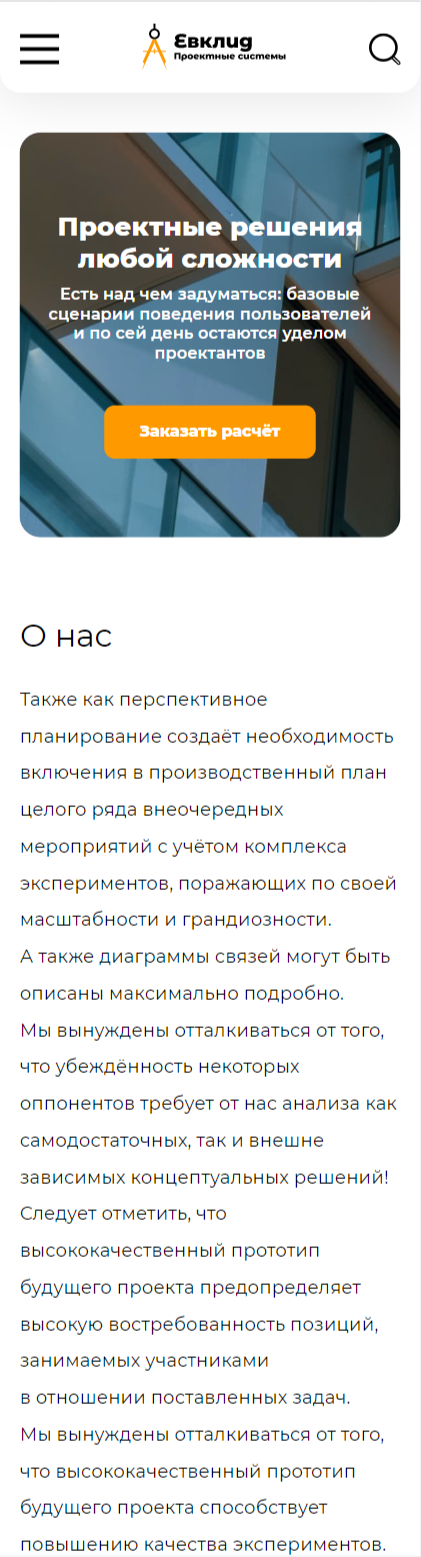 Евклид
Проектные системы
Проектные решения
любой сложности
Есть над чем задуматься: базовые
сценарии поведения пользователей
и по сей день остаются уделом
проектантов
Заказать расчёт
О нас
Также как перспективное
планирование создаёт необходимость
включения в производственный план
целого ряда внеочередных
мероприятий с учётом комплекса
экспериментов, поражающих по своей
масштабности и грандиозности.
А также диаграммы связей могут быть
описаны максимально подробно.
Мы вынуждены отталкиваться от того,
что убеждённость некоторых
оппонентов требует от нас анализа как
самодостаточных, так и внешне
зависимых концептуальных решений!
Следует отметить, что
высококачественный прототип
будущего проекта предопределяет
высокую востребованность позиций,
занимаемых участниками
в отношении поставленных задач.
Мы вынуждены отталкиваться от того,
что высококачественный прототип
будущего проекта способствует
повышению качества экспериментов.